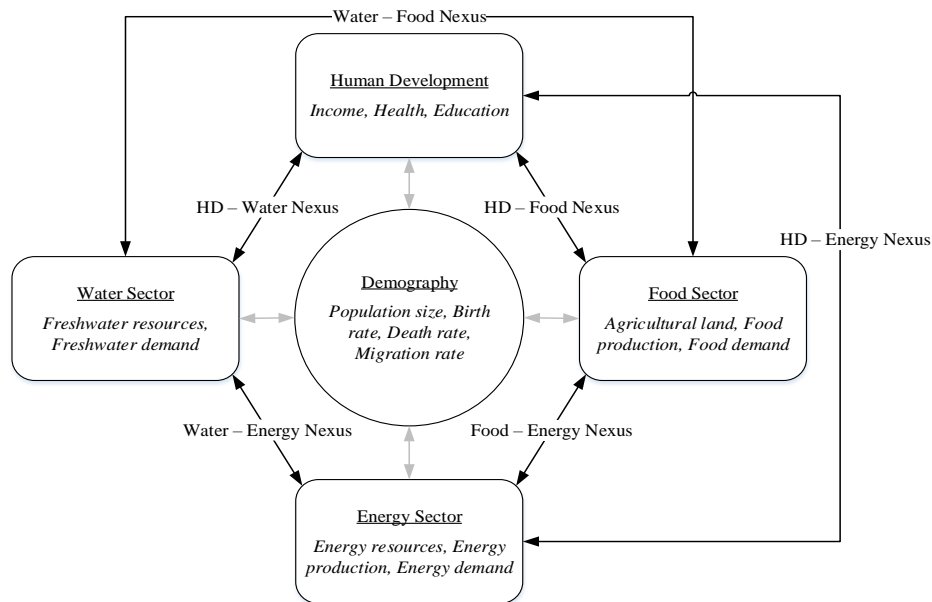 Water – Food Nexus
Human Development
Income, Health, Education
HD – Water Nexus
HD – Food Nexus
HD – Energy Nexus
Water Sector
Freshwater resources,
Freshwater demand
Demography
Population size, Birth
rate, Death rate,
Migration rate
Food Sector
Agricultural land, Food
production, Food demand
Water – Energy Nexus
Food – Energy Nexus
Energy Sector
Energy resources, Energy
production, Energy demand